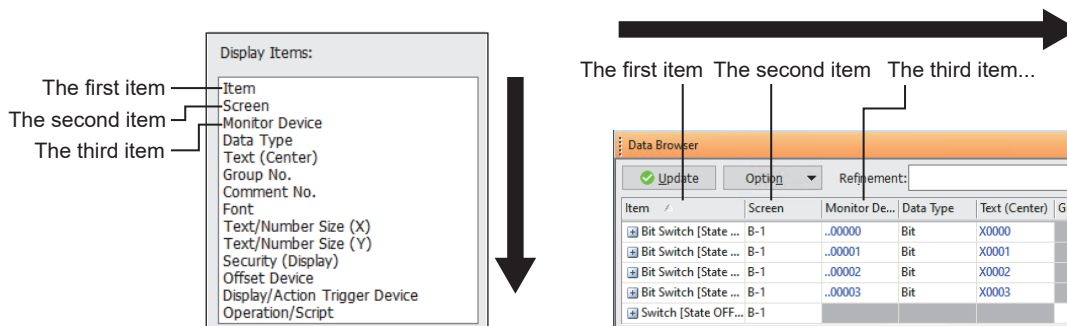 Display Items:
The first item
The second item
The third item
Item
Screen
Monitor Device
Data Type
Text (Center)
Group No.
Comment No.
Font
Text/Number Size (X)
Text/Number Size (Y)
Security (Display)
Offset Device
Display/Action Trigger Device
Operation/Script
The first item The second item The third item...
Data Browser
Update Option Refinement:
Item Screen Monitor De... Data Type Text (Center) G
Bit Switch [State ... B-1 ..00000 Bit X0000
Bit Switch [State ... B-1 ..00001 Bit X0001
Bit Switch [State ... B-1 ..00002 Bit X0002
Bit Switch [State ... B-1 ..00003 Bit X0003
Switch [State OFF... B-1